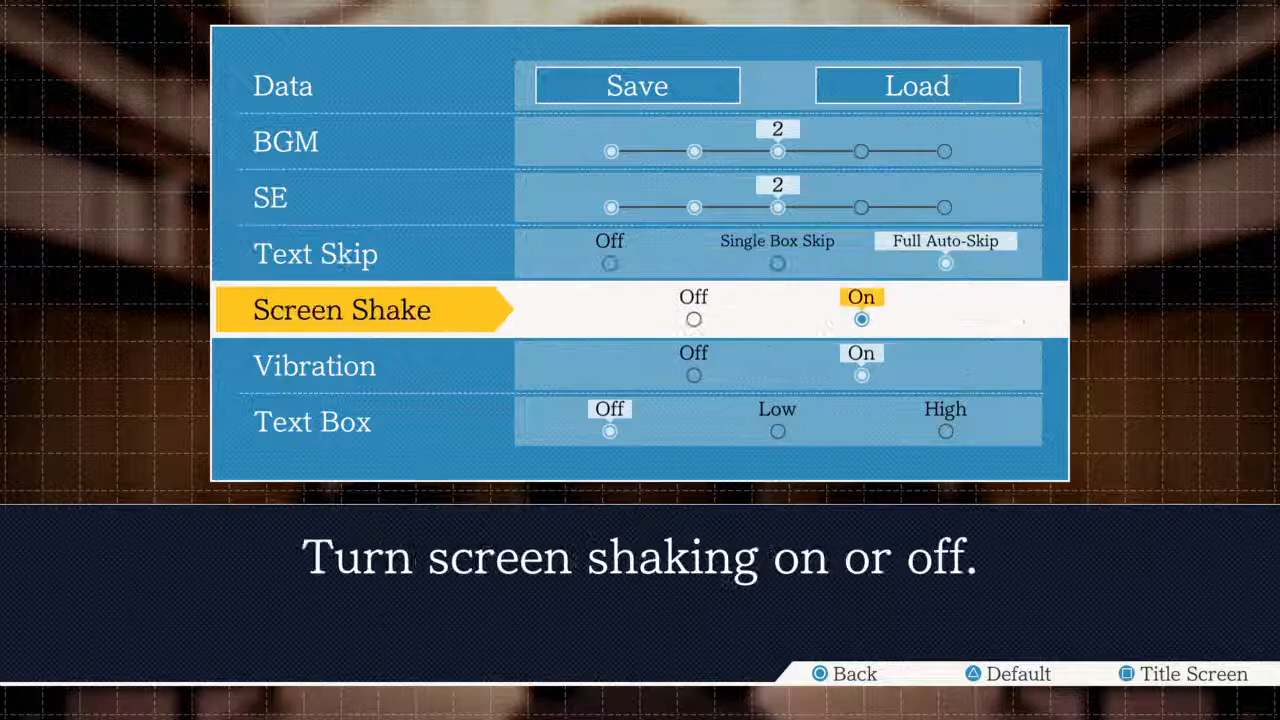 Data Save Load
BGM 2
SE 2
Text Skip Off Single Box Skip Full Auto-Skip
Screen Shake Off On
Vibration Off On
Text Box Off Low High
Turn screen shaking on or off.
Back Default Title Screen